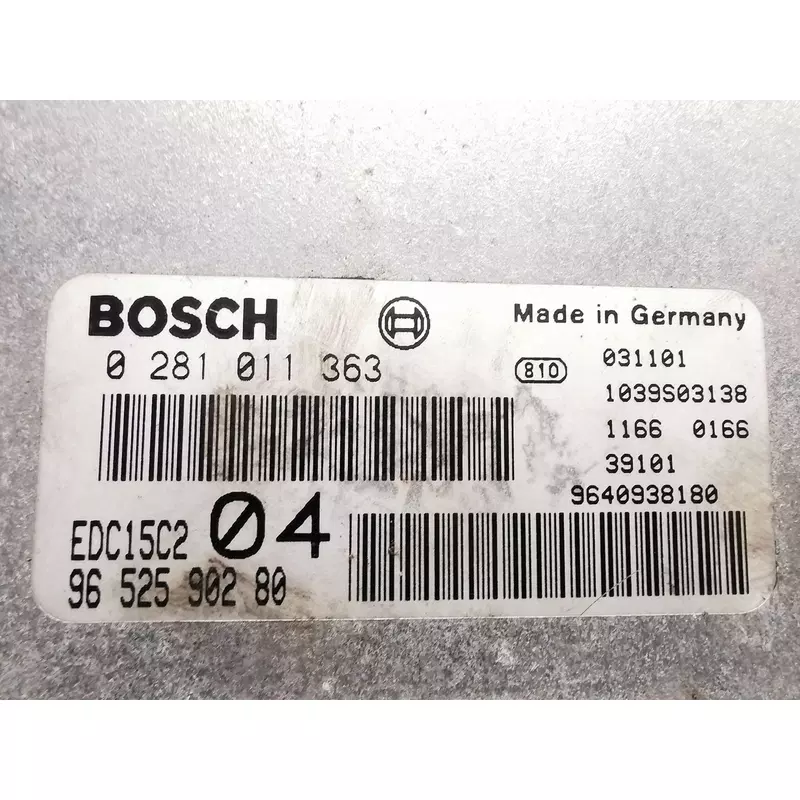 BOSCH
Made in Germany
0 281 011 363
810
031101
1039S03138
1166 0166
39101
9640938180
EDC15C2 04
96 525 902 80